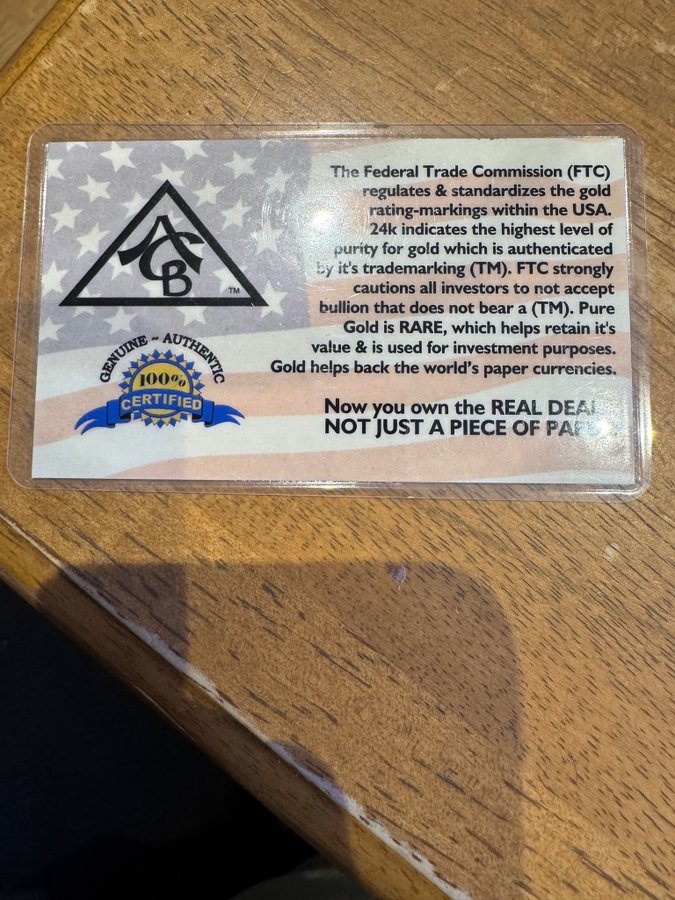 ACB
TM
GENUINE ~ AUTHENTIC
100%
CERTIFIED
The Federal Trade Commission (FTC)
regulates & standardizes the gold
rating-markings within the USA.
24k indicates the highest level of
purity for gold which is authenticated
by it's trademarking (TM). FTC strongly
cautions all investors to not accept
bullion that does not bear a (TM). Pure
Gold is RARE, which helps retain it's
value & is used for investment purposes.
Gold helps back the world's paper currencies.
Now you own the REAL DEAL
NOT JUST A PIECE OF